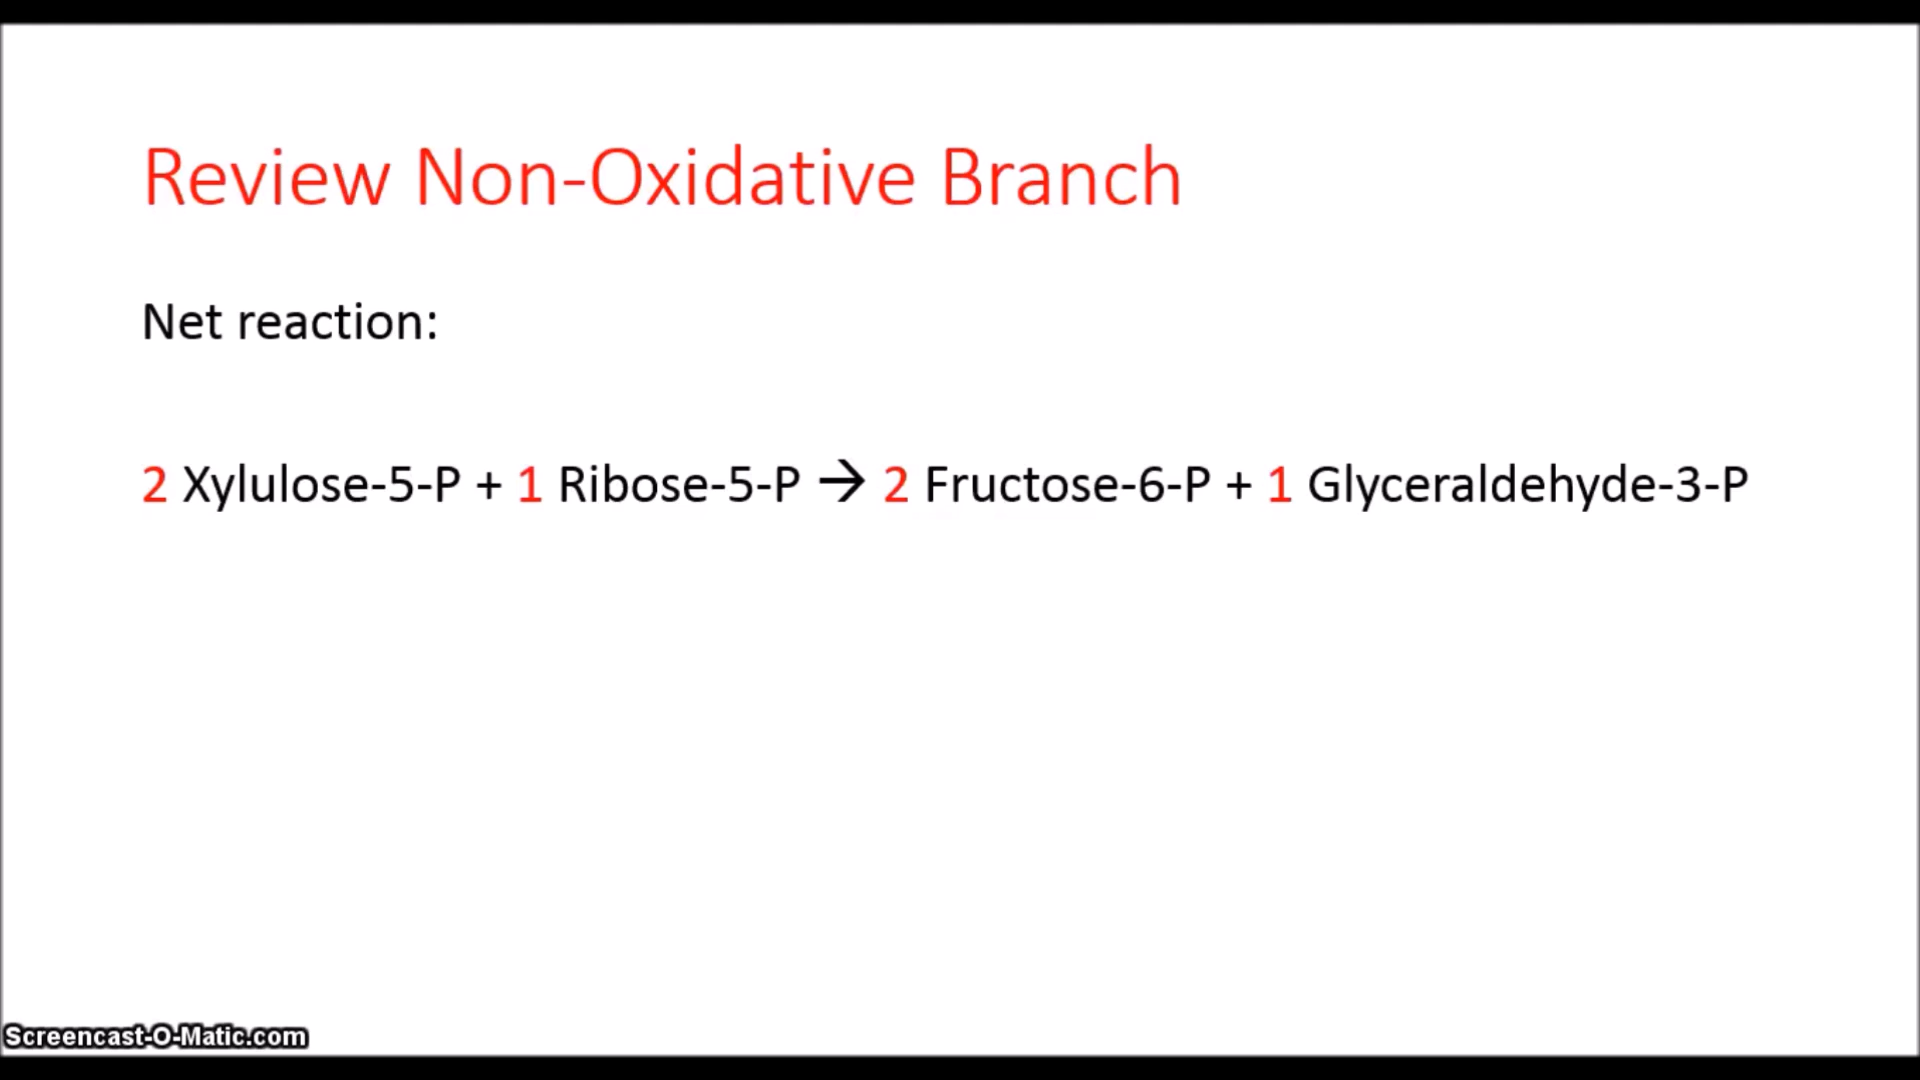 Review Non-Oxidative Branch
Net reaction:
2 Xylulose-5-P + 1 Ribose-5-P → 2 Fructose-6-P + 1 Glyceraldehyde-3-P
Screencast-O-Matic.com